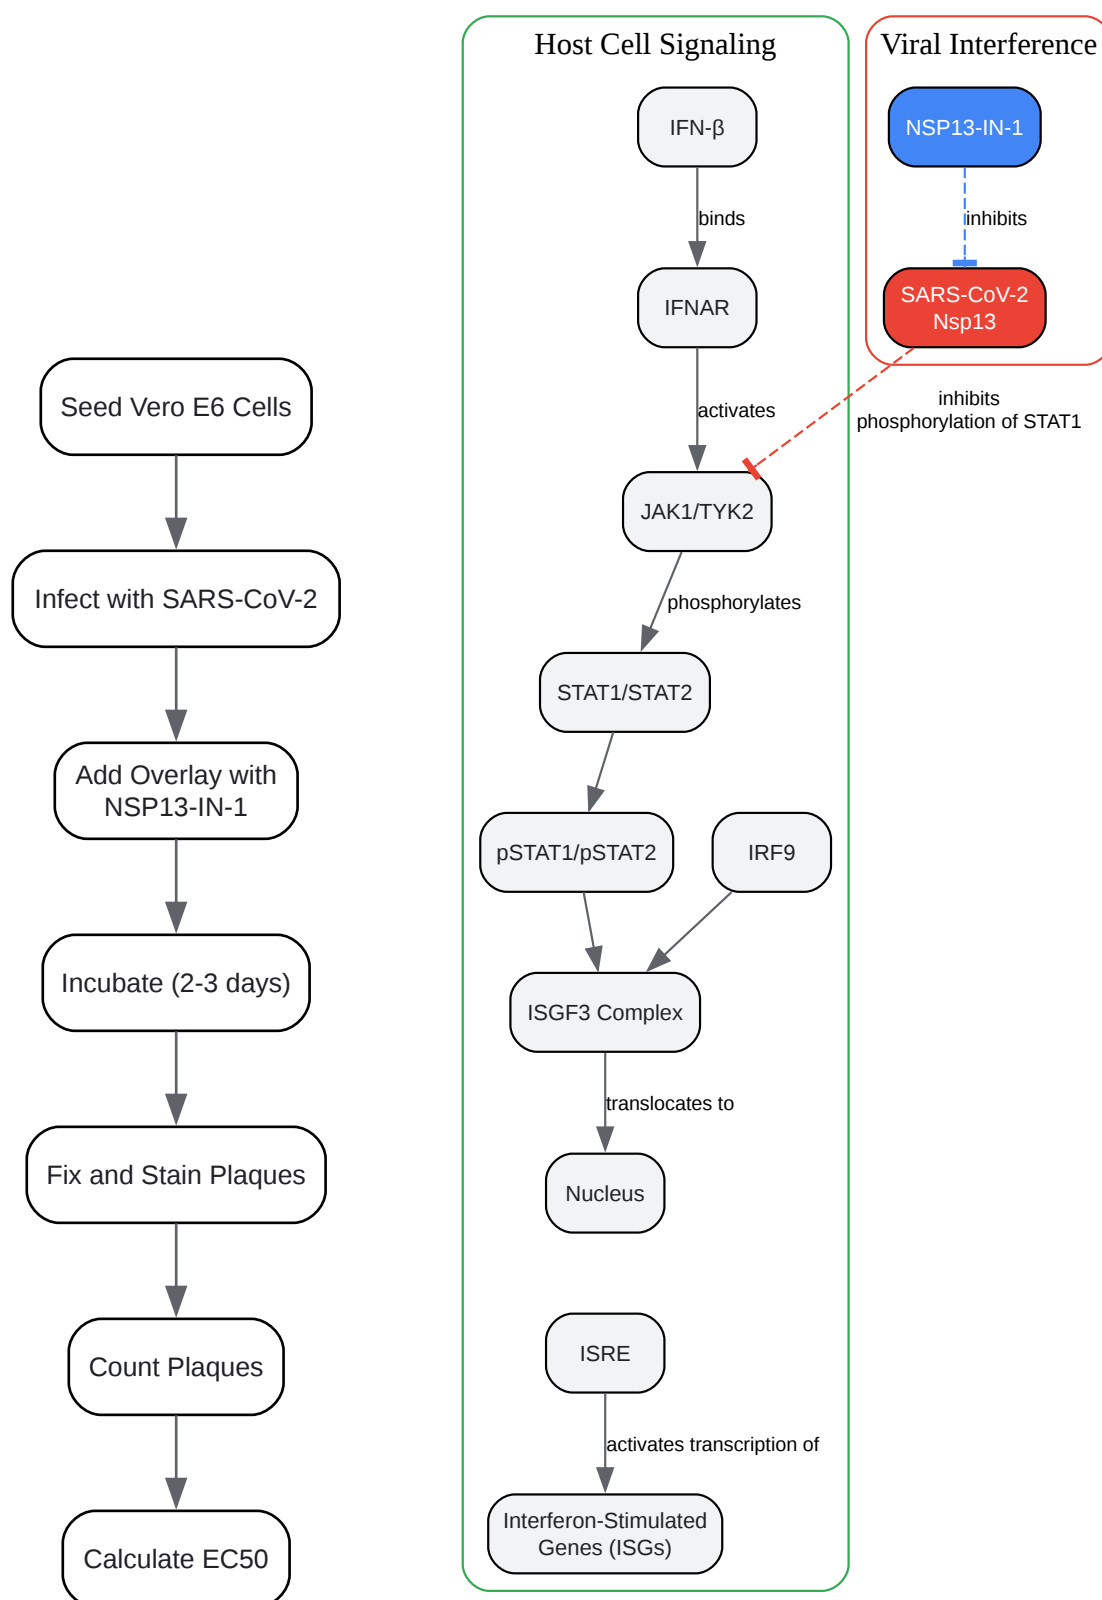 Seed Vero E6 Cells
Infect with SARS-CoV-2
Add Overlay with
NSP13-IN-1
Incubate (2-3 days)
Fix and Stain Plaques
Count Plaques
Calculate EC50
Host Cell Signaling
IFN-β
binds
IFNAR
activates
JAK1/TYK2
phosphorylates
STAT1/STAT2
pSTAT1/pSTAT2
IRF9
ISGF3 Complex
translocates to
Nucleus
ISRE
activates transcription of
Interferon-Stimulated
Genes (ISGs)
Viral Interference
NSP13-IN-1
inhibits
SARS-CoV-2
Nsp13
inhibits
phosphorylation of STAT1